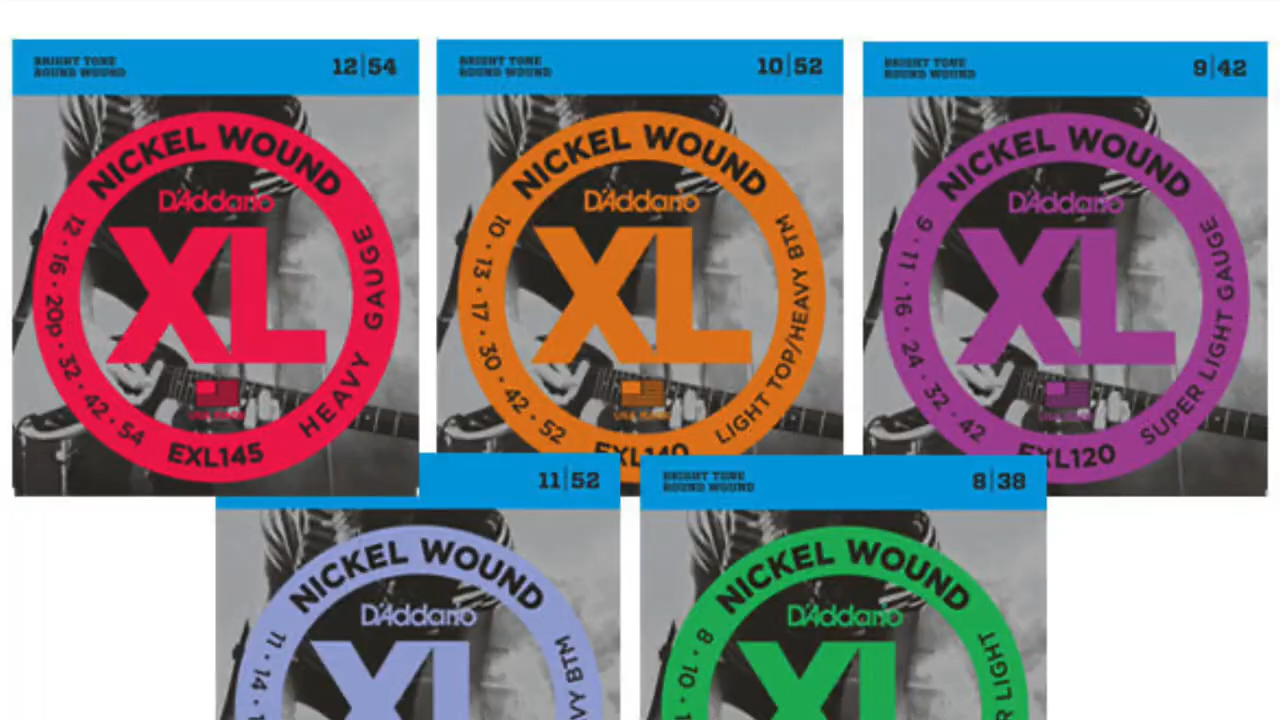 BRIGHT TONE
ROUND WOUND
12|54
NICKEL WOUND
D'Addario
XL
12 · 16 · 20p · 32 · 42 · 54
HEAVY GAUGE
EXL145
BRIGHT TONE
ROUND WOUND
10|52
NICKEL WOUND
D'Addario
XL
10 · 13 · 17 · 30 · 42 · 52
LIGHT TOP/HEAVY BTM
EXL140
BRIGHT TONE
ROUND WOUND
9|42
NICKEL WOUND
D'Addario
XL
9 · 11 · 16 · 24 · 32 · 42
SUPER LIGHT GAUGE
EXL120
11|52
NICKEL WOUND
D'Addario
XL
11 · 14
BTM
BRIGHT TONE
ROUND WOUND
8|38
NICKEL WOUND
D'Addario
XL
8 · 10
LIGHT